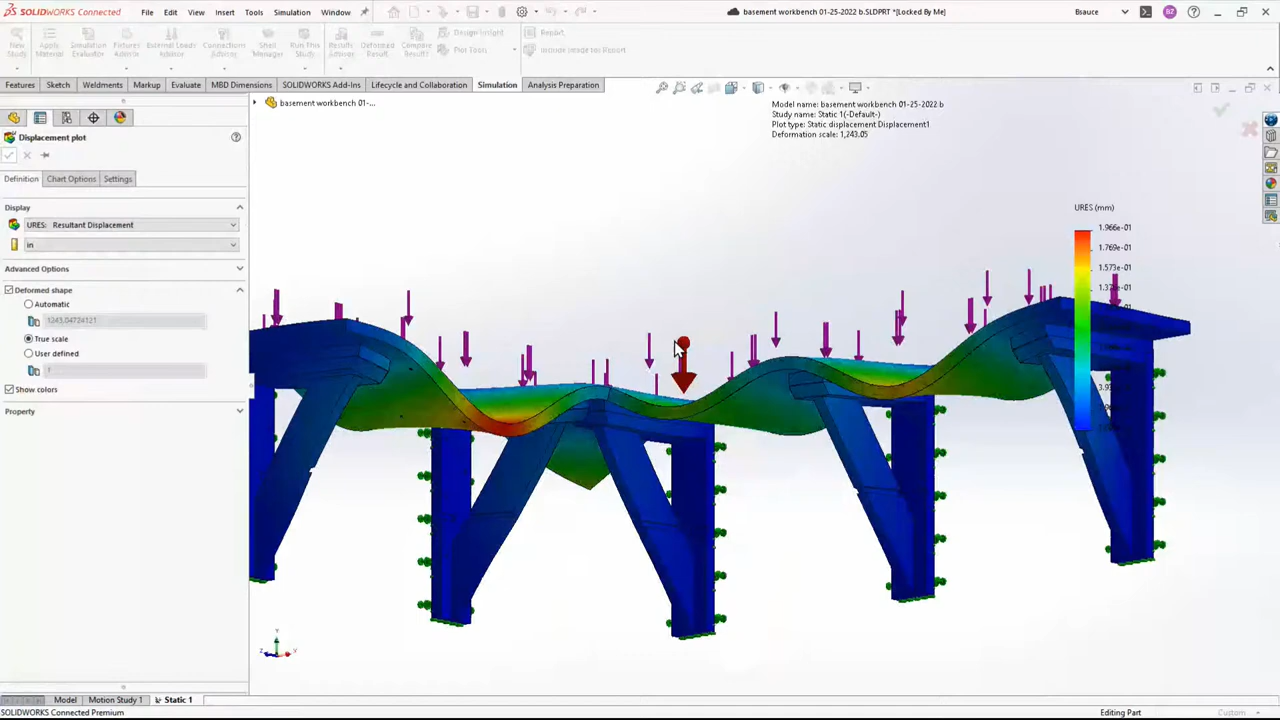 SOLIDWORKS File Edit View Insert Tools Simulation Window
basement workbench 01-25-2022 b.SLDPRT *[Locked By Me]
Bsauce
BZ
New Study
Apply Material
Simulation Evaluator
Fixtures Advisor
External Loads Advisor
Connections Advisor
Shell Manager
Run This Study
Results Advisor
Deformed Result
Compare Results
Design Insight
Plot Tools
Report
Include Image for Report
Features Sketch Weldments Markup Evaluate MBD Dimensions SOLIDWORKS Add-Ins Lifecycle and Collaboration Simulation Analysis Preparation
basement workbench 01-...
Model name: basement workbench 01-25-2022 b
Study name: Static 1(-Default-)
Plot type: Static displacement Displacement1
Deformation scale: 1,243.05
Displacement plot
Definition Chart Options Settings
Display
URES: Resultant Displacement
in
Advanced Options
Deformed shape
Automatic
1243.04724121
True scale
User defined
1
Show colors
Property
URES (mm)
1.966e-01
1.769e-01
1.573e-01
Y
Z
Model Motion Study 1 Static 1
SOLIDWORKS Connected Premium
Editing Part
Custom